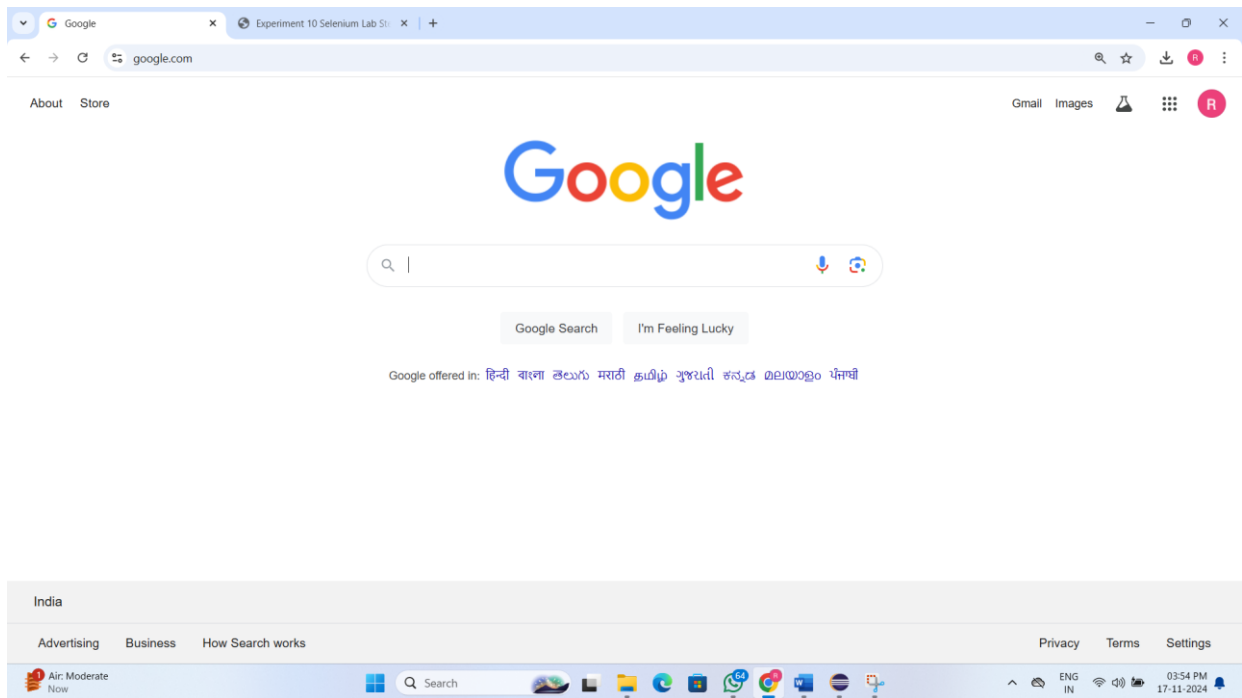 Google
Experiment 10 Selenium Lab St
google.com
R
About Store
Gmail Images
R
Google
Google Search I'm Feeling Lucky
Google offered in: हिन्दी বাংলা తెలుగు मराठी தமிழ் ગુજરાતી ಕನ್ನಡ മലയാളം ਪੰਜਾਬੀ
India
Advertising Business How Search works
Privacy Terms Settings
1
Air: Moderate
Now
Search
64
ENG
IN
03:54 PM
17-11-2024